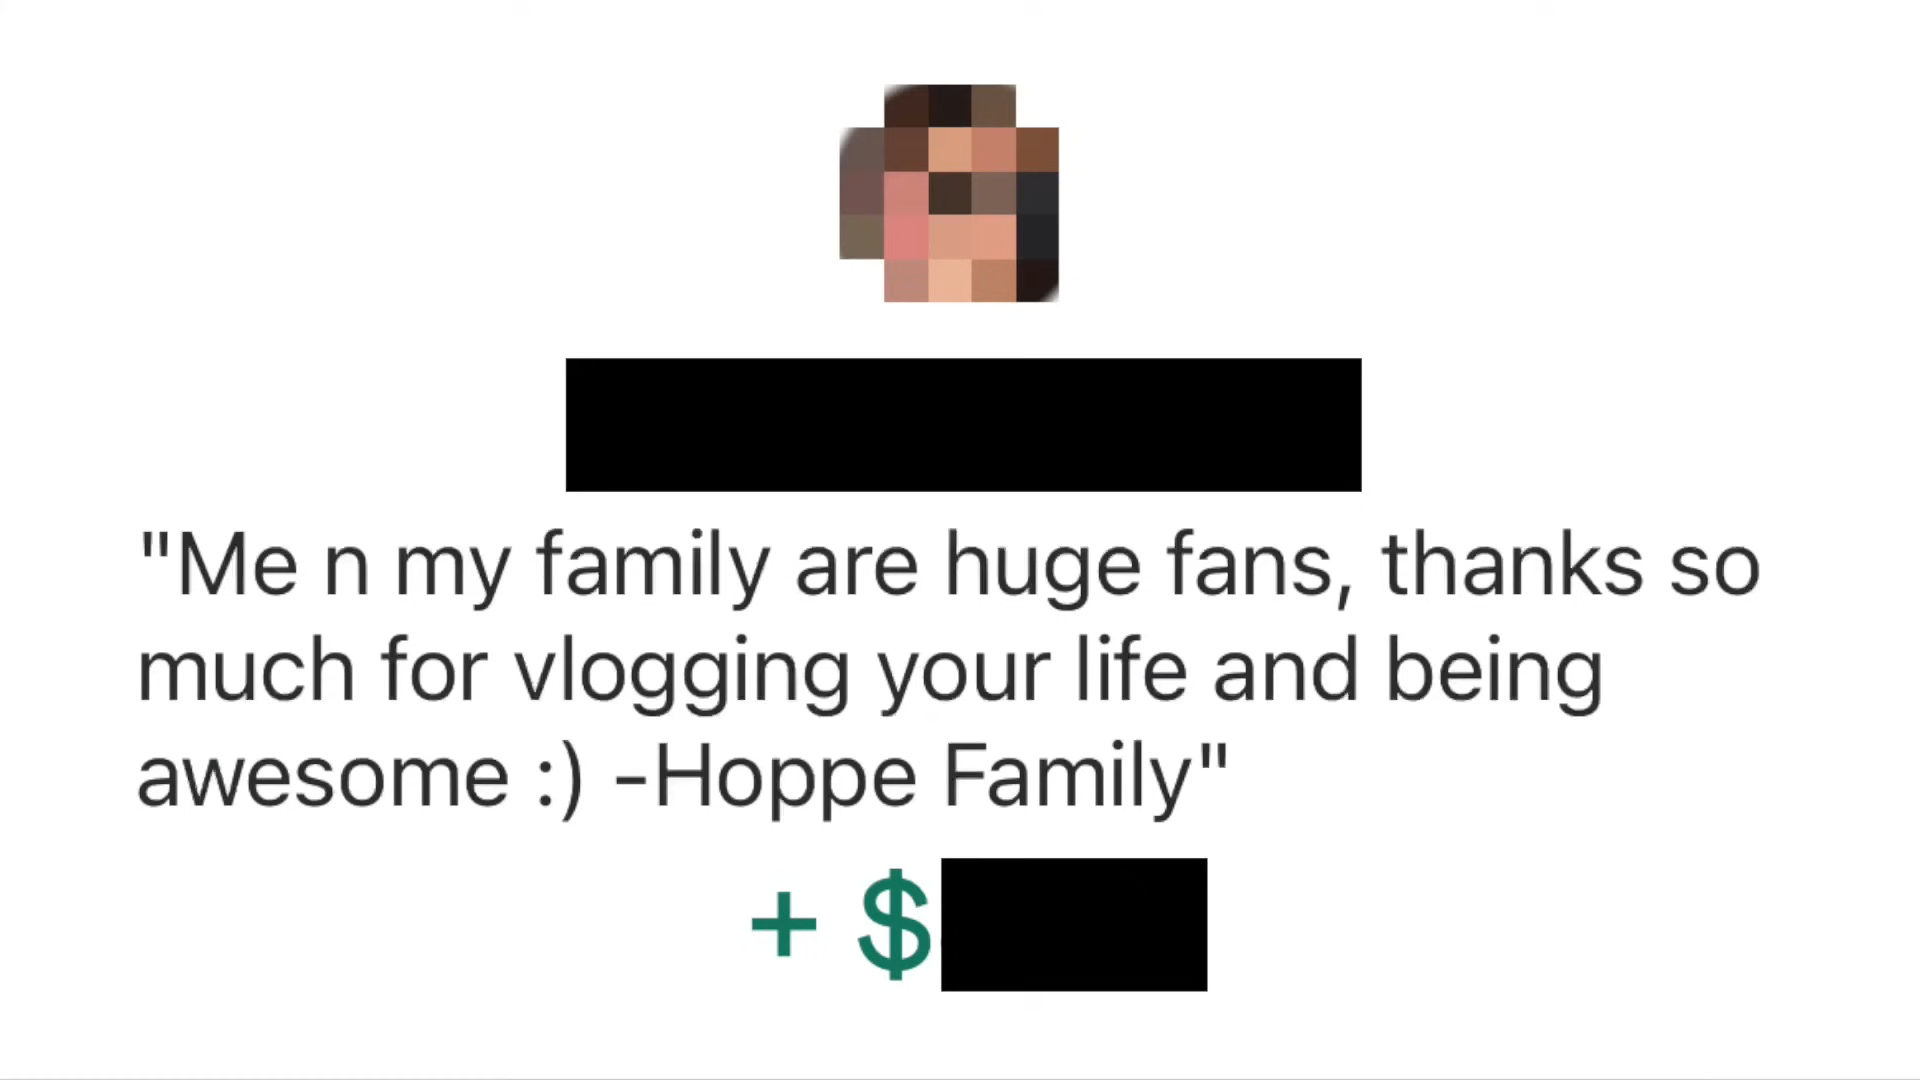 "Me n my family are huge fans, thanks so
much for vlogging your life and being
awesome :) -Hoppe Family"
+ $